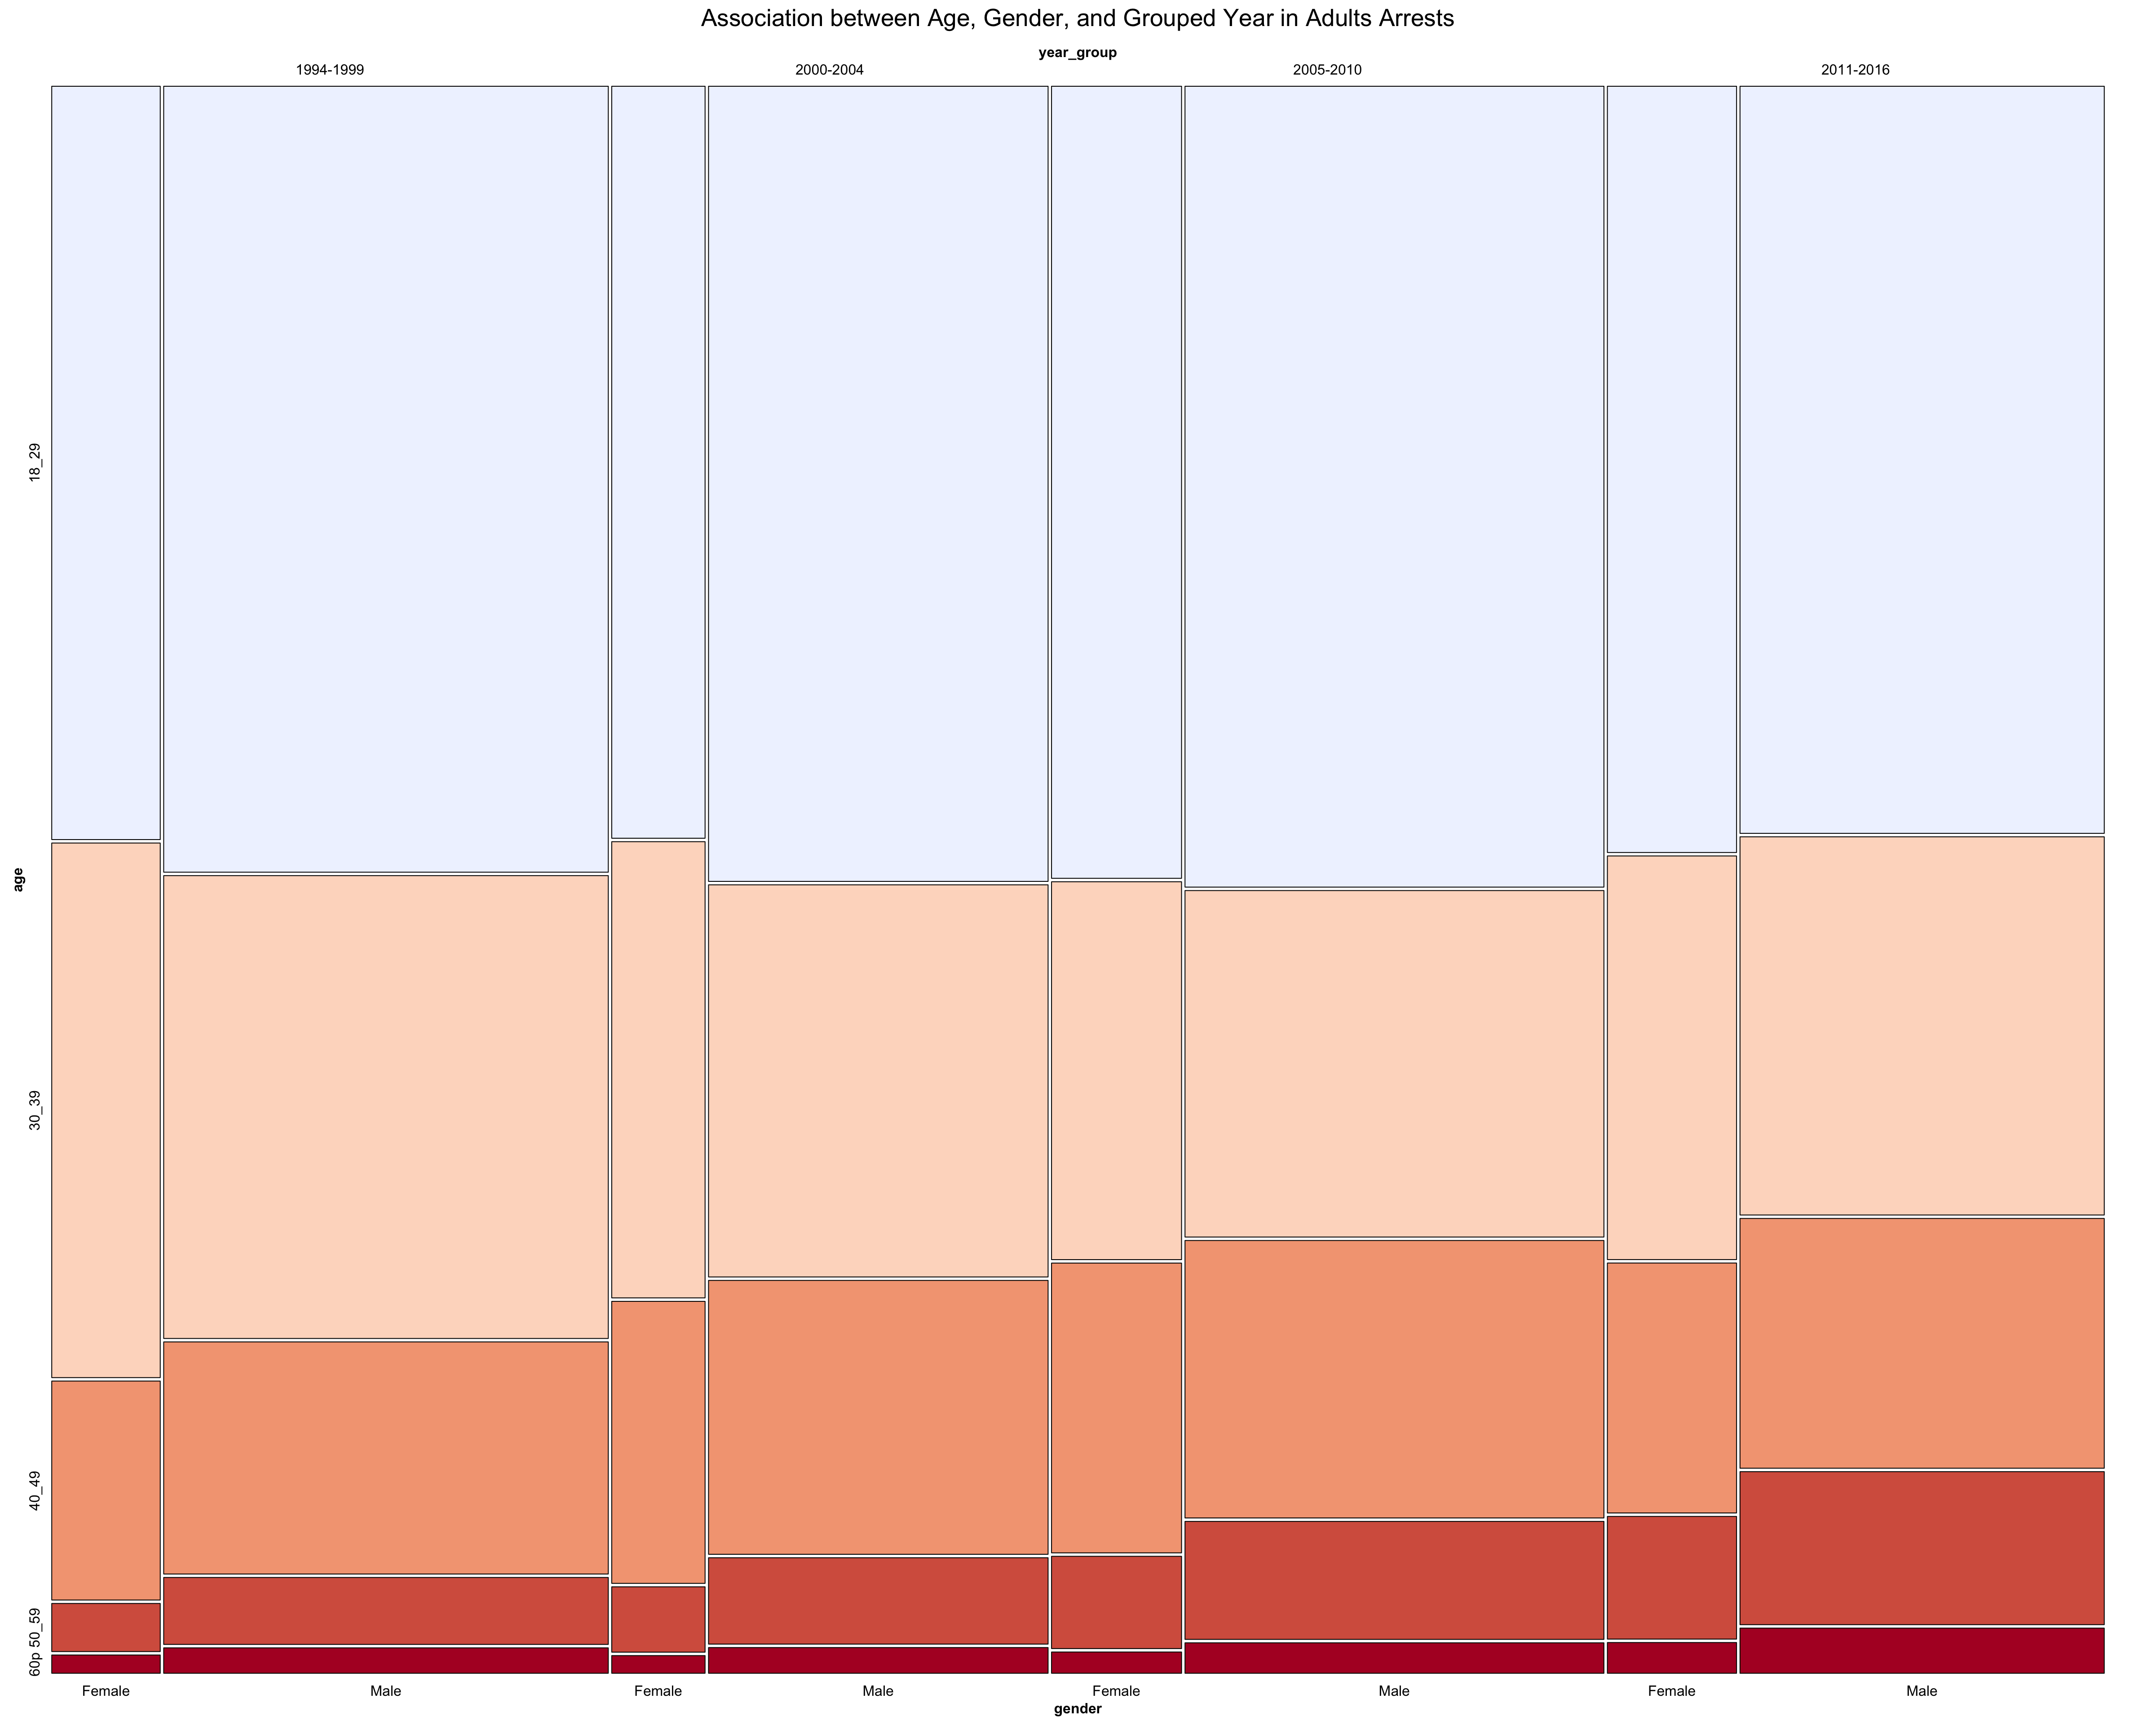 Association between Age, Gender, and Grouped Year in Adults Arrests
year_group
1994-1999 2000-2004 2005-2010 2011-2016
18_29
30_39
40_49
50_59
60p
age
Female Male Female Male Female Male Female Male
gender